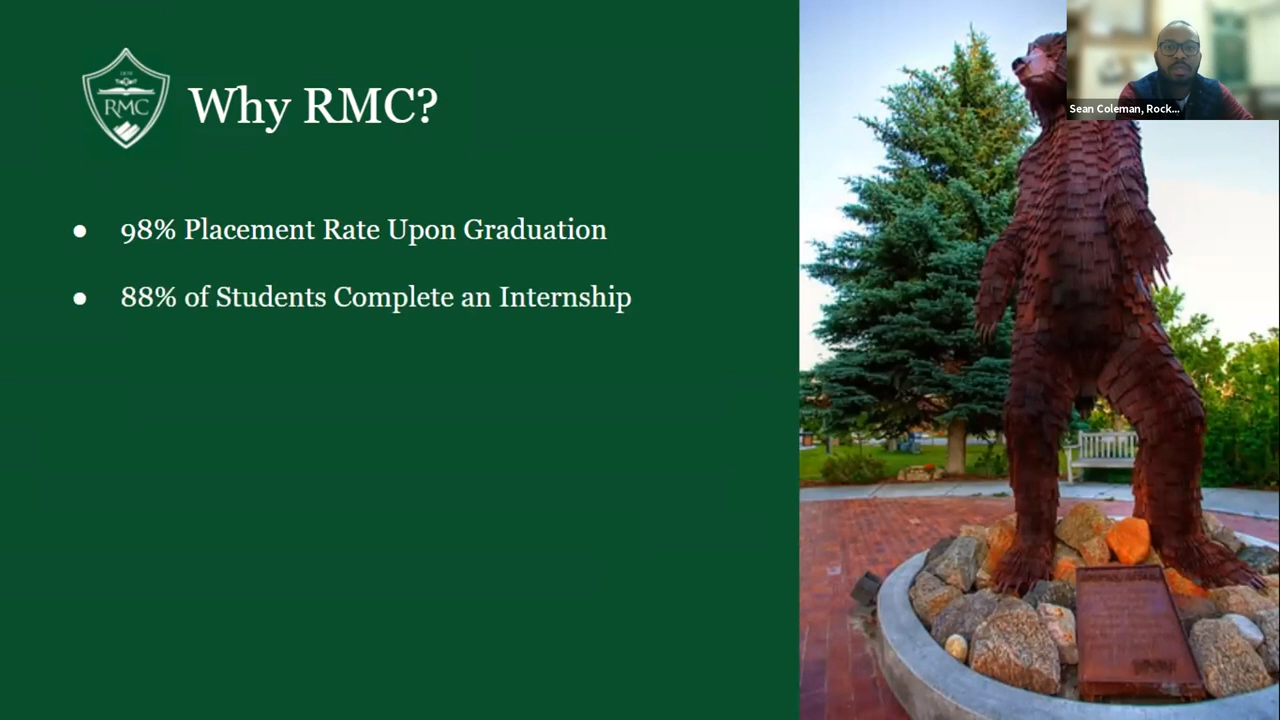 RMC
Why RMC?
● 98% Placement Rate Upon Graduation
● 88% of Students Complete an Internship
Sean Coleman, Rock...